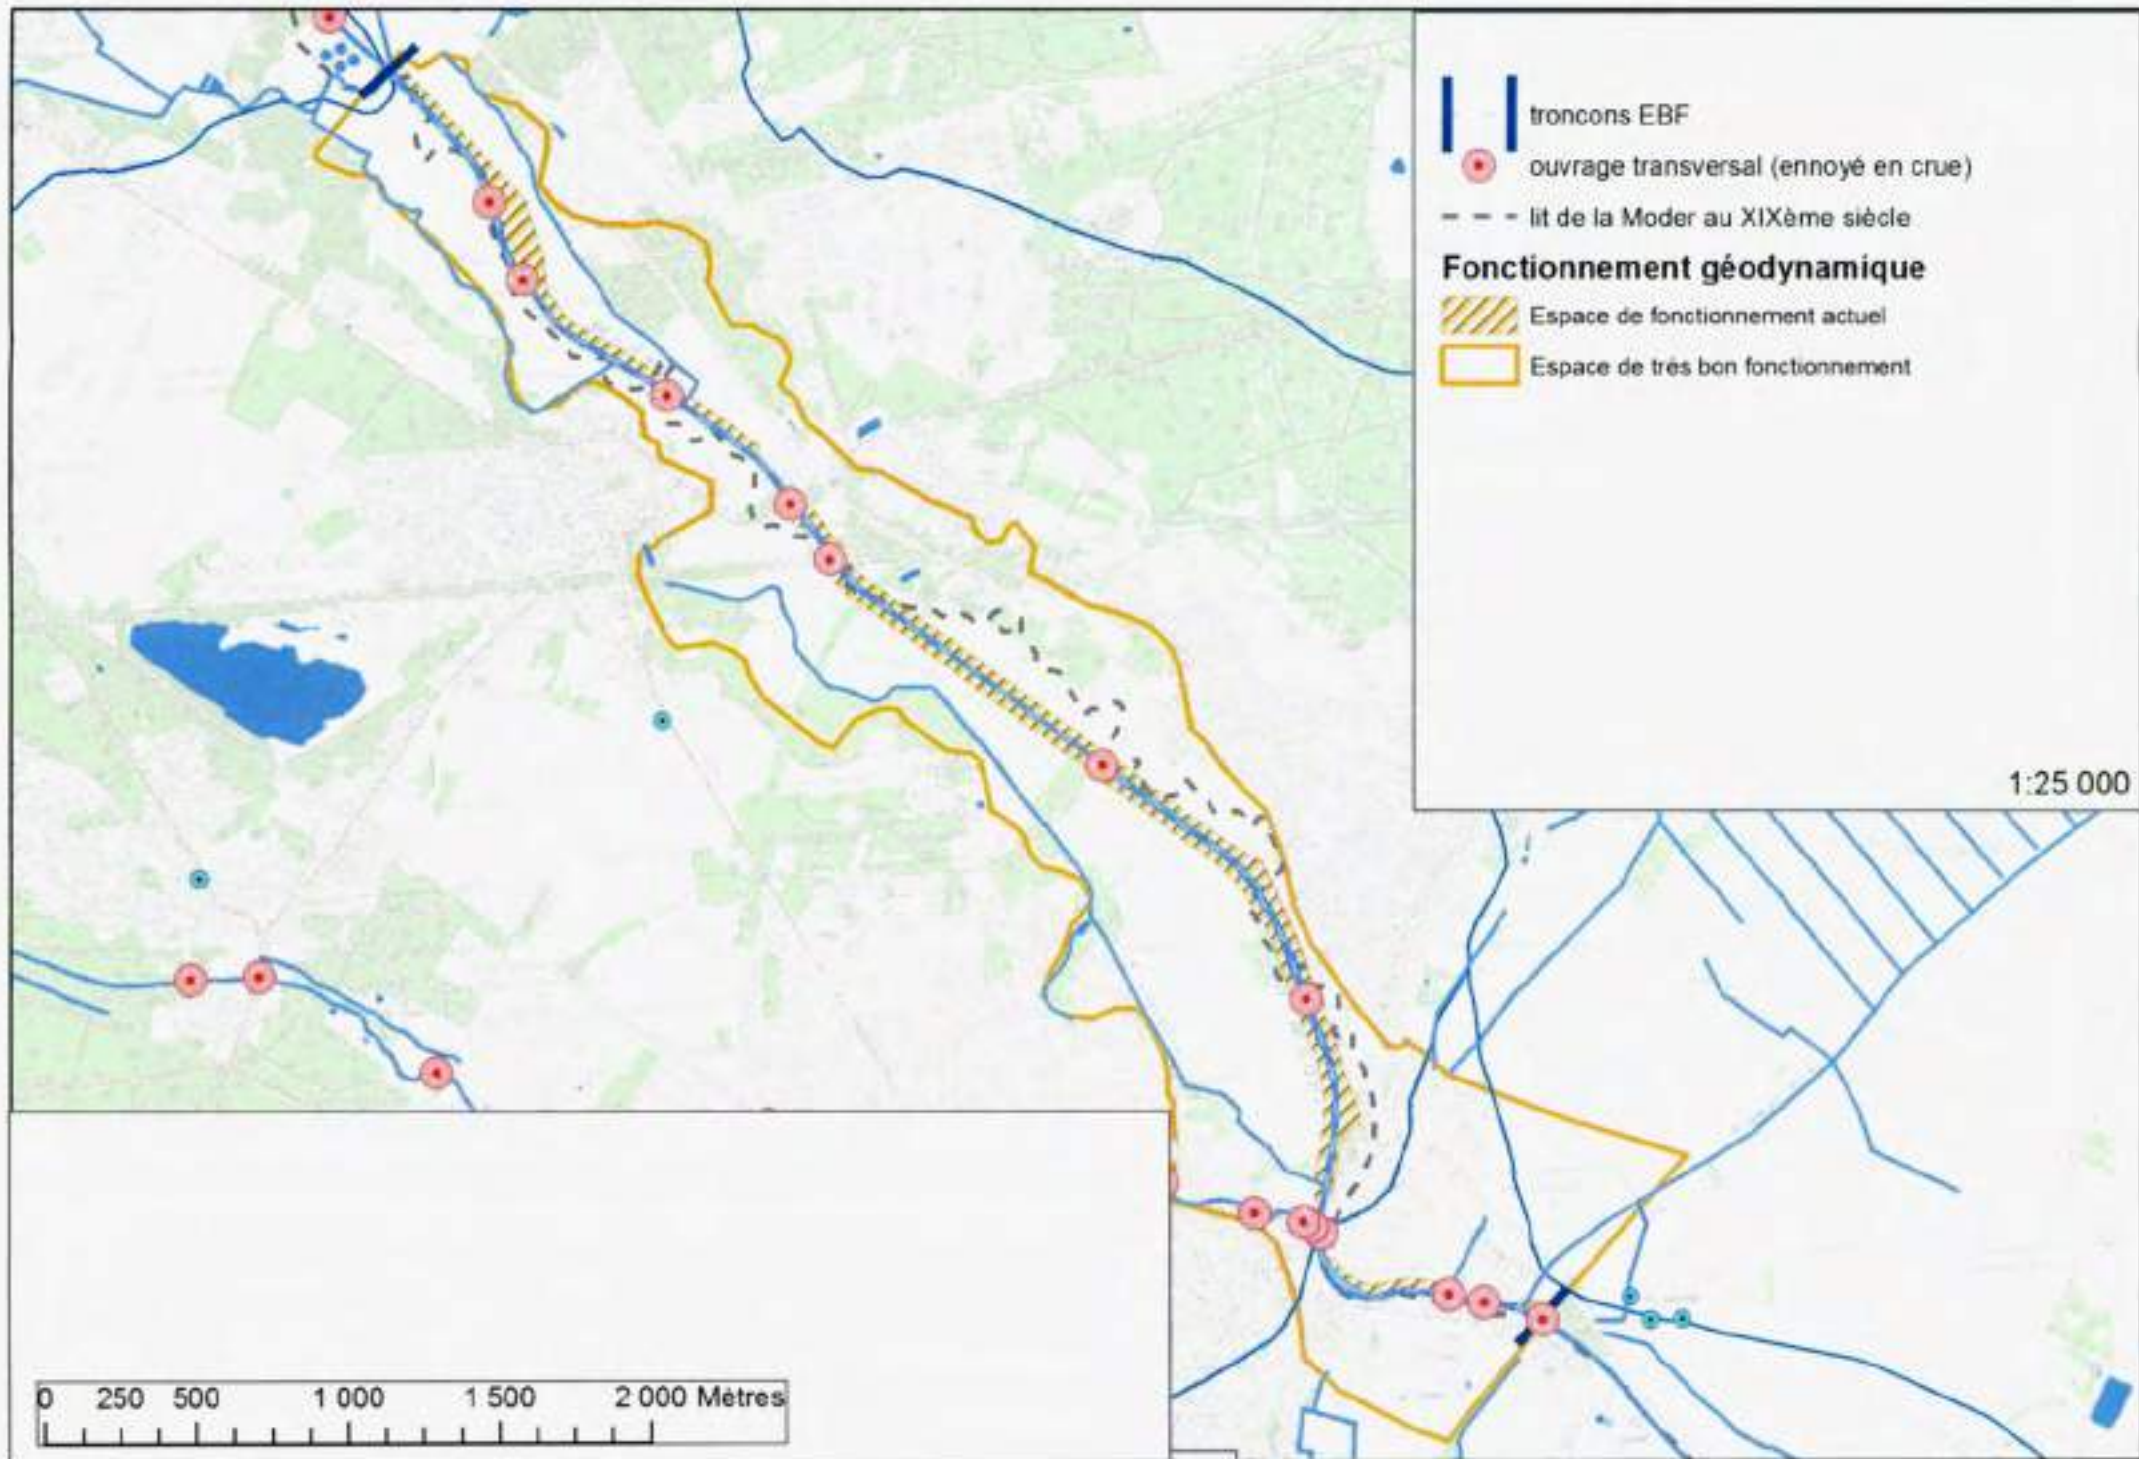 troncons EBF
ouvrage transversal (ennoyé en crue)
lit de la Moder au XIXème siècle
Fonctionnement géodynamique
Espace de fonctionnement actuel
Espace de très bon fonctionnement
1:25 000
0 250 500 1 000 1 500 2 000 Mètres